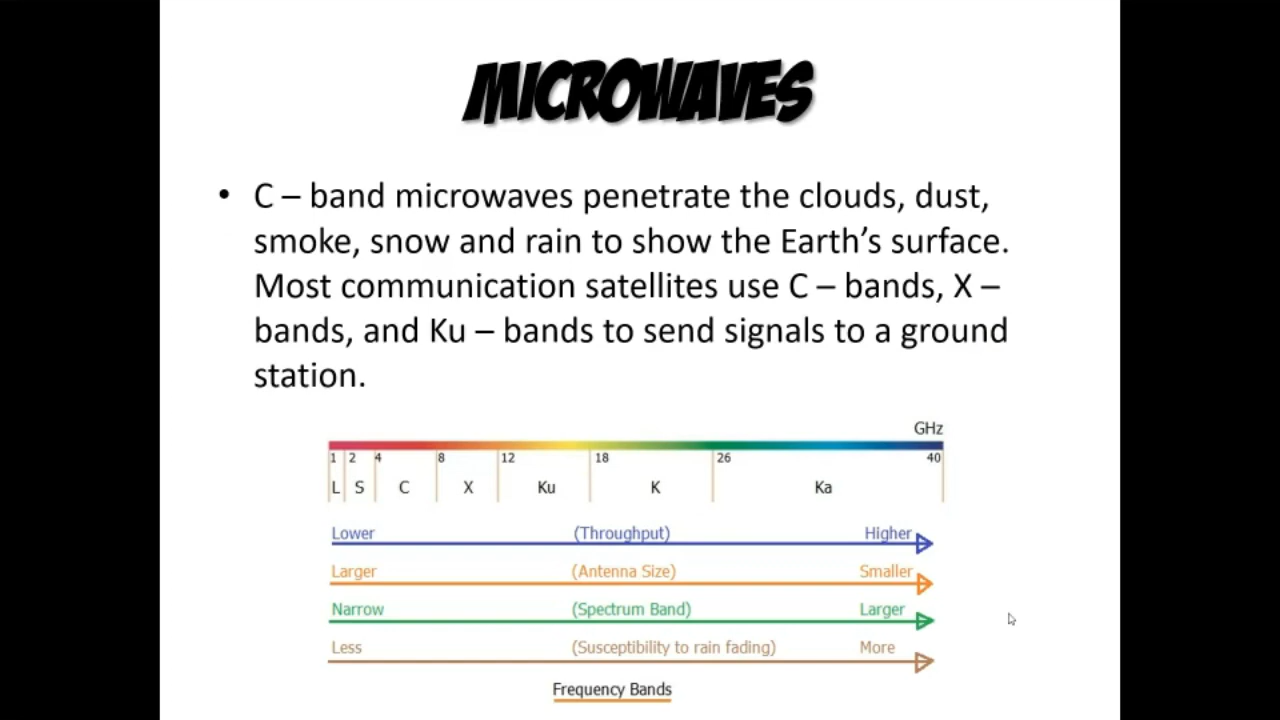 MICROWAVES
• C – band microwaves penetrate the clouds, dust,
smoke, snow and rain to show the Earth’s surface.
Most communication satellites use C – bands, X –
bands, and Ku – bands to send signals to a ground
station.
GHz
1 2 4 8 12 18 26 40
L S C X Ku K Ka
Lower (Throughput) Higher
Larger (Antenna Size) Smaller
Narrow (Spectrum Band) Larger
Less (Susceptibility to rain fading) More
Frequency Bands